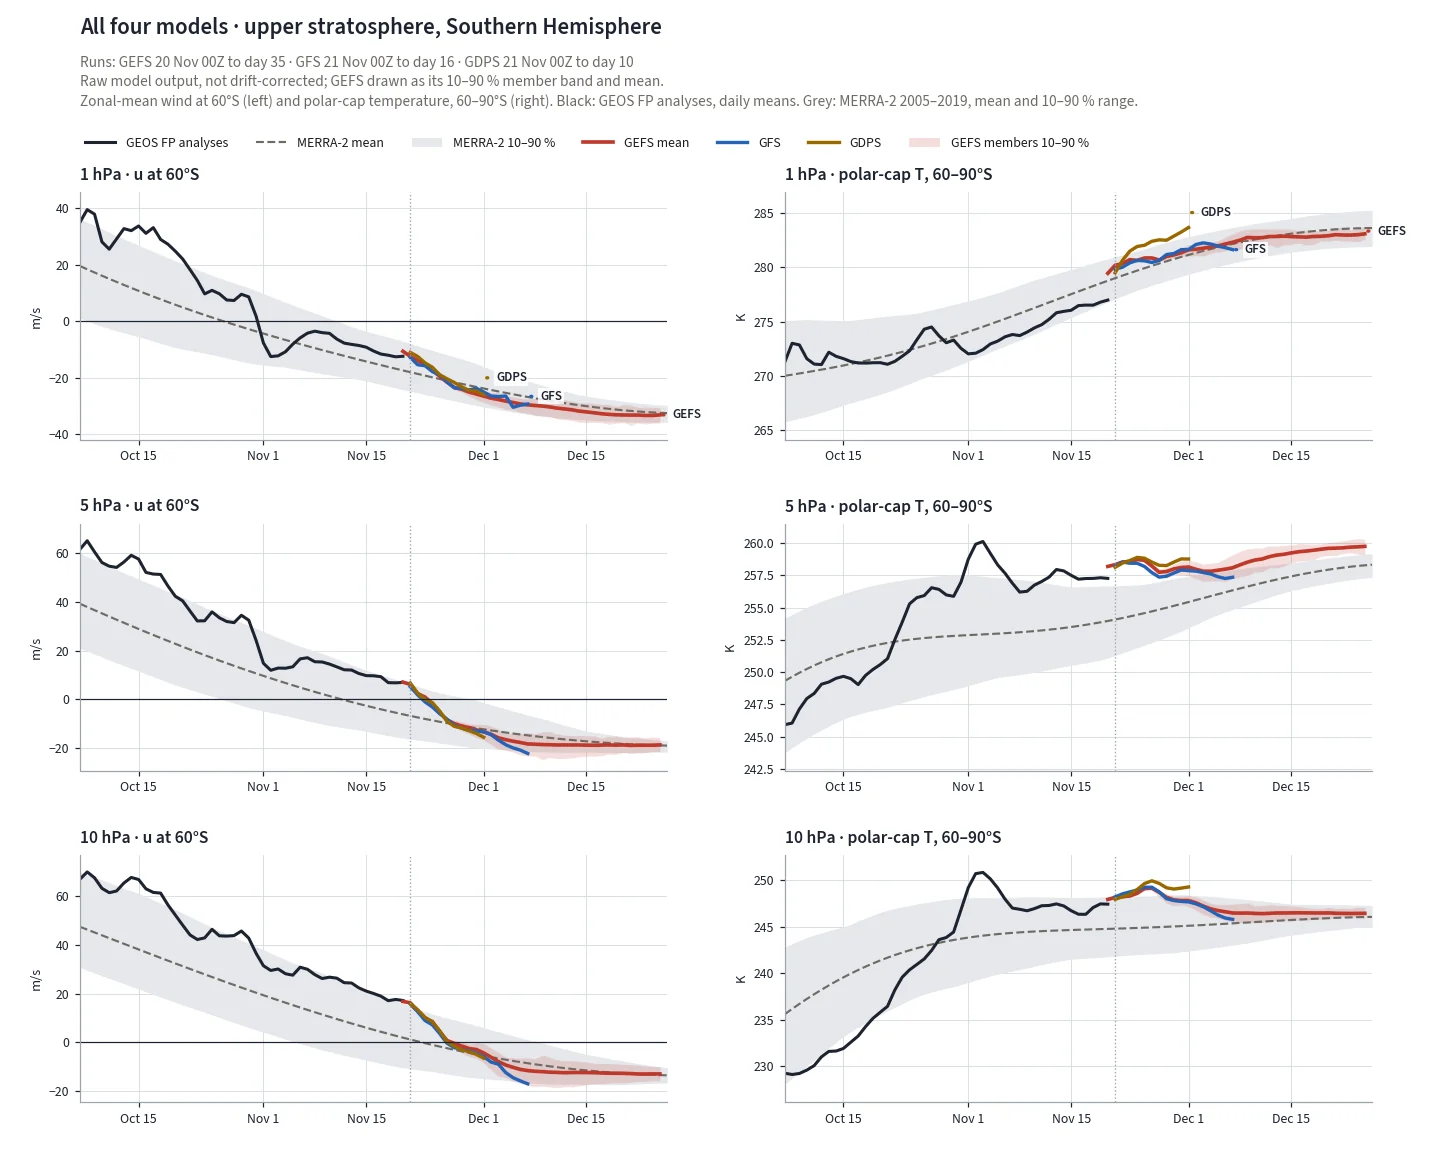 All four models · upper stratosphere, Southern Hemisphere
Runs: GEFS 20 Nov 00Z to day 35 · GFS 21 Nov 00Z to day 16 · GDPS 21 Nov 00Z to day 10
Raw model output, not drift-corrected; GEFS drawn as its 10–90 % member band and mean.
Zonal-mean wind at 60°S (left) and polar-cap temperature, 60–90°S (right). Black: GEOS FP analyses, daily means. Grey: MERRA-2 2005–2019, mean and 10–90 % range.
GEOS FP analyses MERRA-2 mean MERRA-2 10–90 % GEFS mean GFS GDPS GEFS members 10–90 %
1 hPa · u at 60°S
40
20
0
−20
−40
m/s
GDPS
GFS
GEFS
Oct 15 Nov 1 Nov 15 Dec 1 Dec 15
1 hPa · polar-cap T, 60–90°S
285
280
275
270
265
K
GDPS
GEFS
GFS
Oct 15 Nov 1 Nov 15 Dec 1 Dec 15
5 hPa · u at 60°S
60
40
20
0
−20
m/s
Oct 15 Nov 1 Nov 15 Dec 1 Dec 15
5 hPa · polar-cap T, 60–90°S
260.0
257.5
255.0
252.5
250.0
247.5
245.0
242.5
K
Oct 15 Nov 1 Nov 15 Dec 1 Dec 15
10 hPa · u at 60°S
60
40
20
0
−20
m/s
Oct 15 Nov 1 Nov 15 Dec 1 Dec 15
10 hPa · polar-cap T, 60–90°S
250
245
240
235
230
K
Oct 15 Nov 1 Nov 15 Dec 1 Dec 15